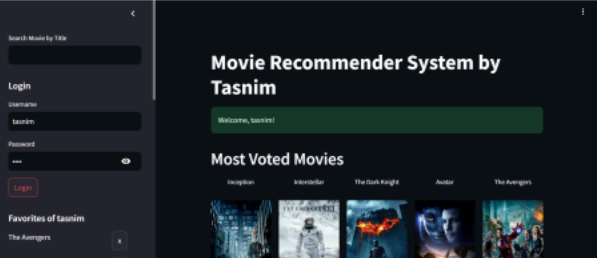 Search Movie by Title
Login
Username
tasnim
Password
Login
Favorites of tasnim
The Avengers
Movie Recommender System by
Tasnim
Welcome, tasnim!
Most Voted Movies
Inception Interstellar The Dark Knight Avatar The Avengers
INTERSTELLAR